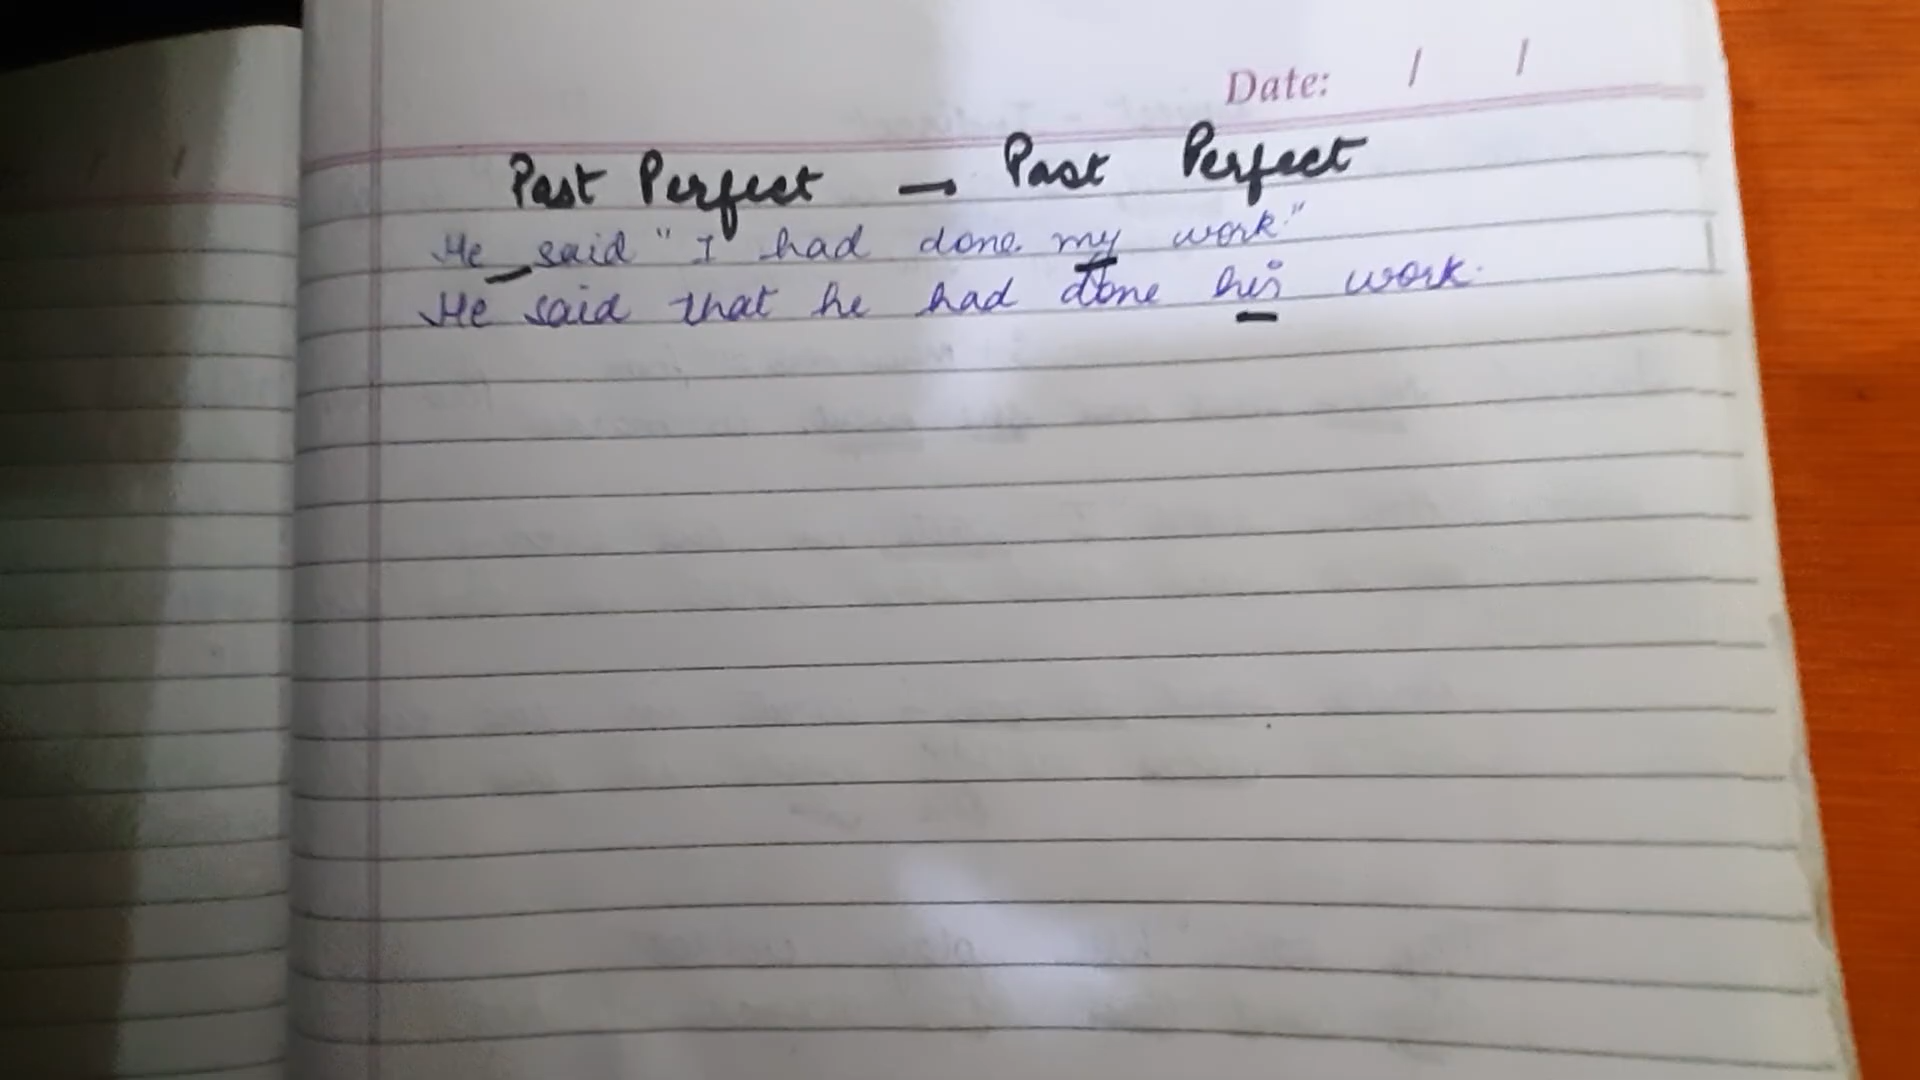 Date: / /
Past Perfect → Past Perfect
He said "I had done my work."
He said that he had done his work.